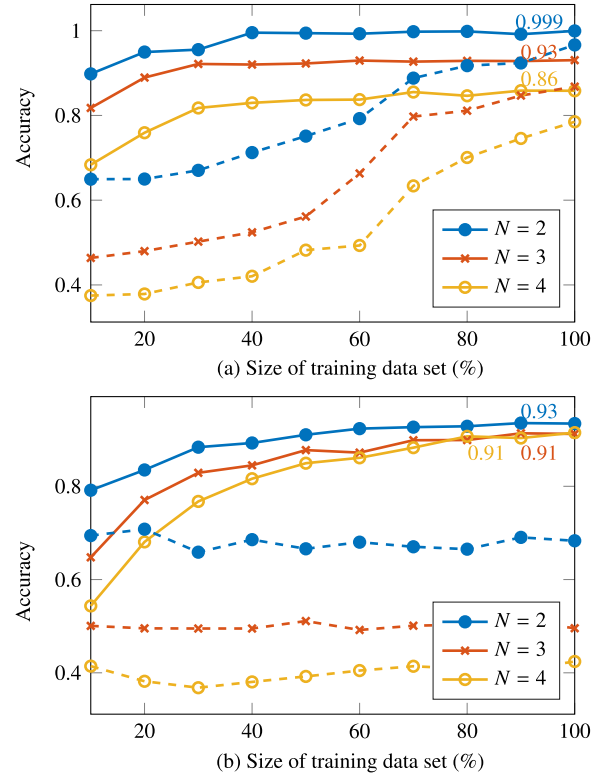 0.999
0.93
0.86
1
0.8
0.6
0.4
Accuracy
N = 2
N = 3
N = 4
20 40 60 80 100
(a) Size of training data set (%)
0.93
0.91 0.91
0.8
0.6
0.4
Accuracy
N = 2
N = 3
N = 4
20 40 60 80 100
(b) Size of training data set (%)